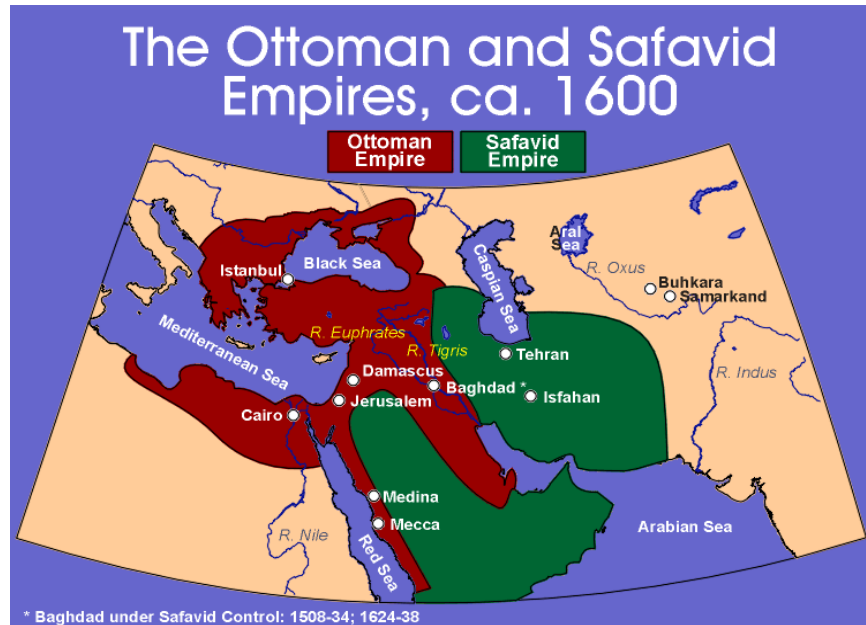 The Ottoman and Safavid
Empires, ca. 1600
Ottoman
Empire
Safavid
Empire
Aral
Sea
Istanbul
Black Sea
Caspian Sea
R. Oxus
Buhkara
Samarkand
Mediterranean Sea
R. Euphrates
R. Tigris
Tehran
Damascus
R. Indus
Baghdad *
Isfahan
Jerusalem
Cairo
Medina
Mecca
Arabian Sea
R. Nile
Red Sea
* Baghdad under Safavid Control: 1508-34; 1624-38